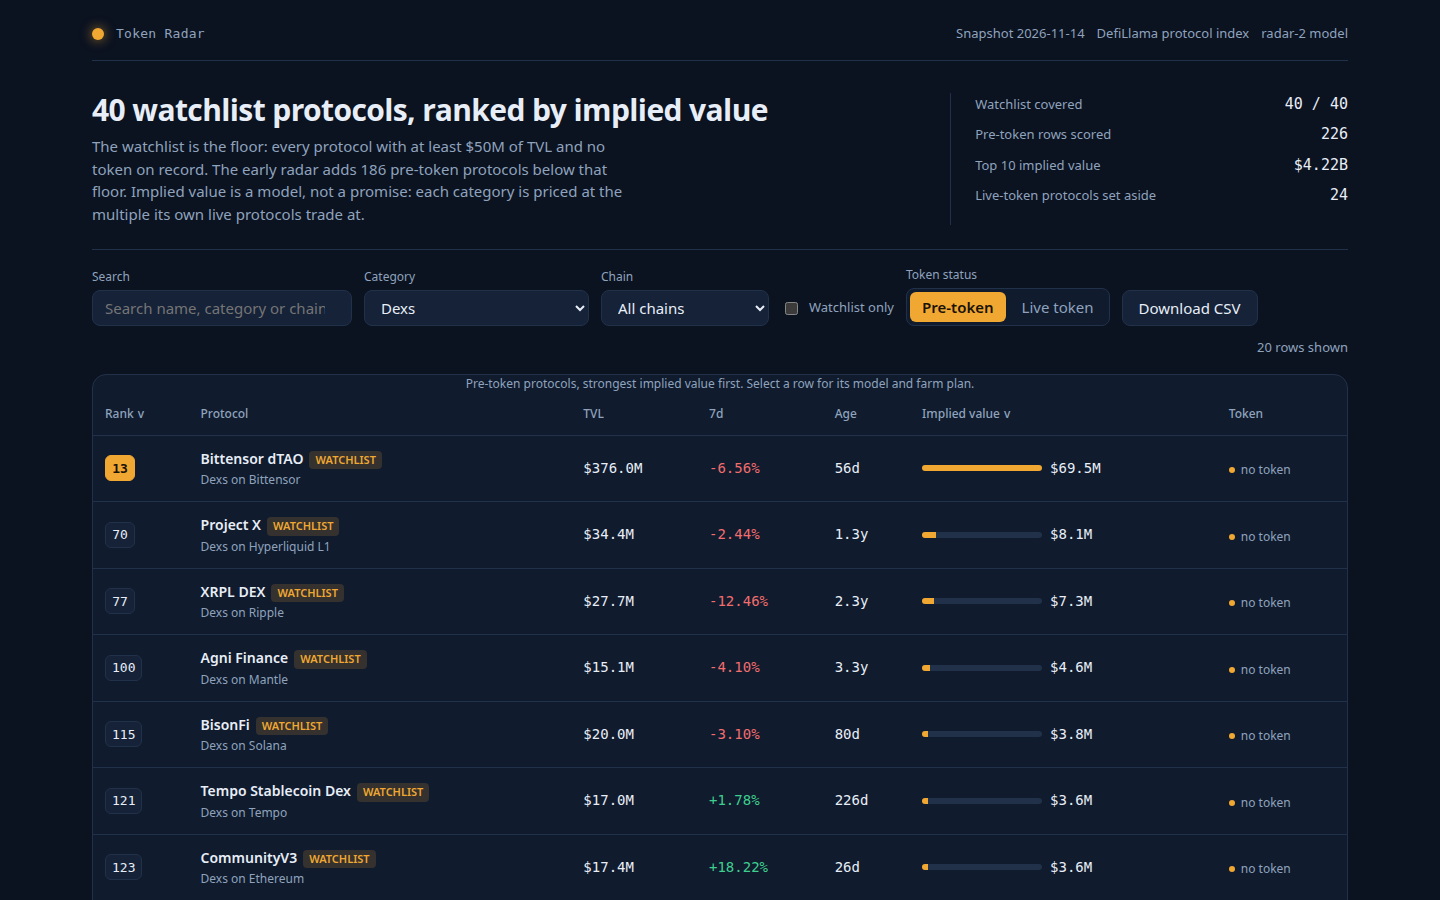 Token Radar
Snapshot 2026-11-14 DefiLlama protocol index radar-2 model
40 watchlist protocols, ranked by implied value
The watchlist is the floor: every protocol with at least $50M of TVL and no
token on record. The early radar adds 186 pre-token protocols below that
floor. Implied value is a model, not a promise: each category is priced at the
multiple its own live protocols trade at.
Watchlist covered 40 / 40
Pre-token rows scored 226
Top 10 implied value $4.22B
Live-token protocols set aside 24
Search Category Chain Token status
Search name, category or chain Dexs All chains Watchlist only Pre-token Live token Download CSV
20 rows shown
Pre-token protocols, strongest implied value first. Select a row for its model and farm plan.
Rank v Protocol TVL 7d Age Implied value v Token
13 Bittensor dTAO WATCHLIST $376.0M -6.56% 56d $69.5M no token
Dexs on Bittensor
70 Project X WATCHLIST $34.4M -2.44% 1.3y $8.1M no token
Dexs on Hyperliquid L1
77 XRPL DEX WATCHLIST $27.7M -12.46% 2.3y $7.3M no token
Dexs on Ripple
100 Agni Finance WATCHLIST $15.1M -4.10% 3.3y $4.6M no token
Dexs on Mantle
115 BisonFi WATCHLIST $20.0M -3.10% 80d $3.8M no token
Dexs on Solana
121 Tempo Stablecoin Dex WATCHLIST $17.0M +1.78% 226d $3.6M no token
Dexs on Tempo
123 CommunityV3 WATCHLIST $17.4M +18.22% 26d $3.6M no token
Dexs on Ethereum